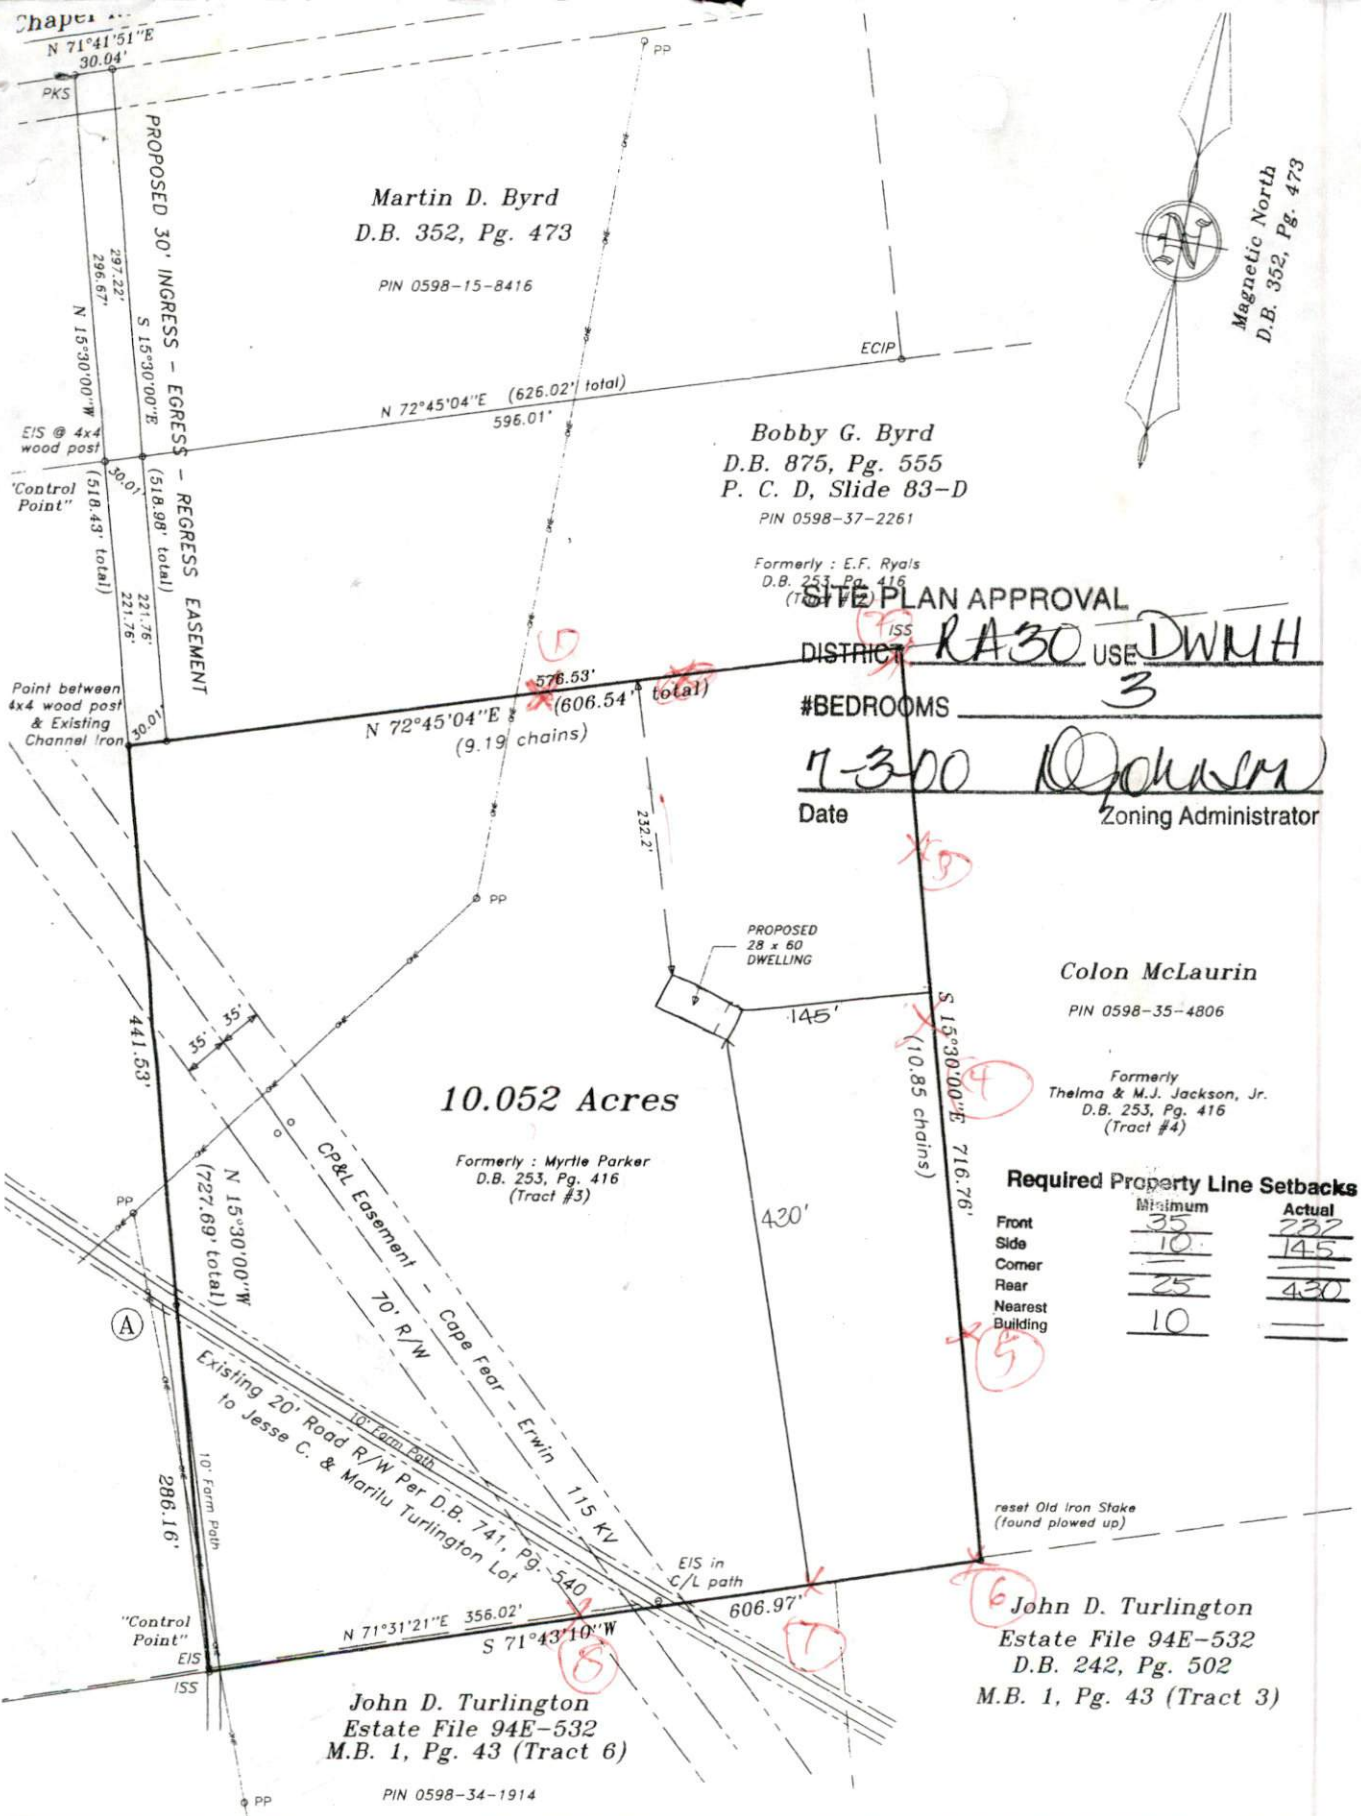 Chapel
N 71°41'51"E
30.04'
PKS
PP
PROPOSED 30' INGRESS - EGRESS - REGRESS EASEMENT
297.22'
296.67'
S 15°30'00"E
N 15°30'00"W
Martin D. Byrd
D.B. 352, Pg. 473
PIN 0598-15-8416
N
Magnetic North
D.B. 352, Pg. 473
ECIP
N 72°45'04"E (626.02' total)
596.01'
EIS @ 4x4
wood post
"Control
Point"
30.01'
(518.43' total)
(518.98' total)
221.76'
221.76'
Bobby G. Byrd
D.B. 875, Pg. 555
P. C. D, Slide 83-D
PIN 0598-37-2261
Formerly : E.F. Ryals
D.B. 253, Pg. 416
SITE PLAN APPROVAL
ISS
DISTRICT RA30 USE DWMH
#BEDROOMS 3
7-3-00 DJohnson
Date Zoning Administrator
Point between
4x4 wood post
& Existing
Channel Iron
30.01'
576.53'
N 72°45'04"E (606.54' total)
(9.19 chains)
232.2'
3
PP
PROPOSED
28 x 60
DWELLING
145'
Colon McLaurin
PIN 0598-35-4806
S 15°30'00"E 716.76'
(10.85 chains)
4
Formerly
Thelma & M.J. Jackson, Jr.
D.B. 253, Pg. 416
(Tract #4)
441.53'
35'
35'
10.052 Acres
Formerly : Myrtle Parker
D.B. 253, Pg. 416
(Tract #3)
CP&L Easement - Cape Fear - Erwin 115 KV
70' R/W
430'
Required Property Line Setbacks
Minimum Actual
Front 35 232
Side 10 145
Corner — —
Rear 25 430
Nearest
Building 10 —
5
PP
N 15°30'00"W
(727.69' total)
A
Existing 20' Road R/W Per D.B. 741, Pg. 540
to Jesse C. & Marilu Turlington Lot
10' Farm Path
10' Farm Path
286.16'
reset Old Iron Stake
(found plowed up)
EIS in
C/L path
606.97'
6
7
8
"Control
Point"
EIS
ISS
N 71°31'21"E 356.02'
S 71°43'10"W
John D. Turlington
Estate File 94E-532
D.B. 242, Pg. 502
M.B. 1, Pg. 43 (Tract 3)
John D. Turlington
Estate File 94E-532
M.B. 1, Pg. 43 (Tract 6)
PIN 0598-34-1914
PP